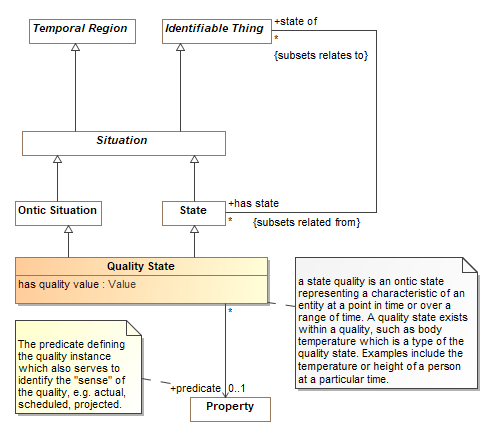 Temporal Region
Identifiable Thing
+state of
*
{subsets relates to}
Situation
Ontic Situation
State
+has state
*
{subsets related from}
Quality State
has quality value : Value
a state quality is an ontic state
representing a characteristic of an
entity at a point in time or over a
range of time. A quality state exists
within a quality, such as body
temperature which is a type of the
quality state. Examples include the
temperature or height of a person
at a particular time.
*
The predicate defining
the quality instance
which also serves to
identify the "sense" of
the quality, e.g. actual,
scheduled, projected.
+predicate
0..1
Property